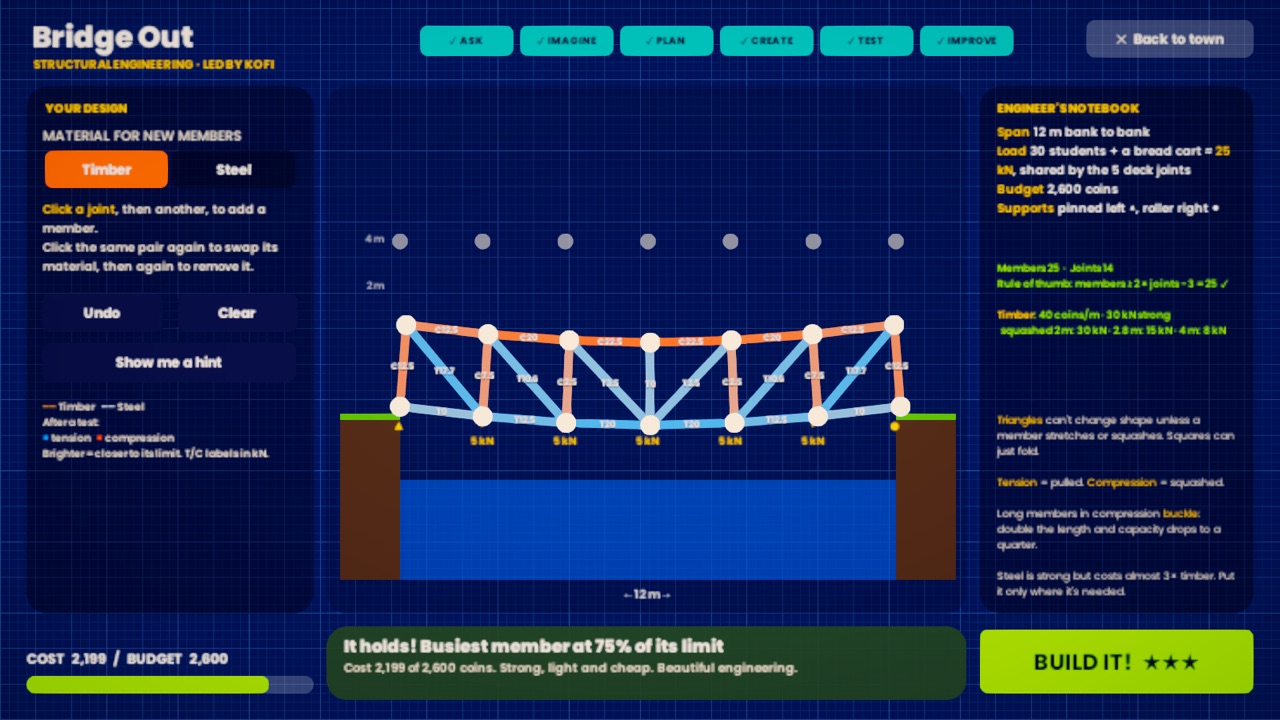 Bridge Out
STRUCTURAL ENGINEERING · LED BY KOFI
✓ ASK
✓ IMAGINE
✓ PLAN
✓ CREATE
✓ TEST
✓ IMPROVE
✕ Back to town
YOUR DESIGN
MATERIAL FOR NEW MEMBERS
Timber
Steel
Click a joint, then another, to add a
member.
Click the same pair again to swap its
material, then again to remove it.
Undo
Clear
Show me a hint
Timber Steel
After a test:
tension compression
Brighter = closer to its limit. T/C labels in kN.
4 m
2 m
C12.5 C20 C22.5 C22.5 C20 C12.5
C12.5 T17.7 C7.5 T10.6 C2.5 T3.5 T0 T3.5 C2.5 T10.6 C7.5 T17.7 C12.5
T0 T12.5 T20 T20 T12.5 T0
5 kN 5 kN 5 kN 5 kN 5 kN
←12 m→
ENGINEER'S NOTEBOOK
Span 12 m bank to bank
Load 30 students + a bread cart = 25
kN, shared by the 5 deck joints
Budget 2,600 coins
Supports pinned left ▲, roller right ●
Members 25 · Joints 14
Rule of thumb: members ≥ 2 × joints − 3 = 25 ✓
Timber: 40 coins/m · 30 kN strong
squashed 2 m: 30 kN · 2.8 m: 15 kN · 4 m: 8 kN
Triangles can't change shape unless a
member stretches or squashes. Squares can
just fold.
Tension = pulled. Compression = squashed.
Long members in compression buckle:
double the length and capacity drops to a
quarter.
Steel is strong but costs almost 3× timber. Put
it only where it's needed.
COST 2,199 / BUDGET 2,600
It holds! Busiest member at 75% of its limit
Cost 2,199 of 2,600 coins. Strong, light and cheap. Beautiful engineering.
BUILD IT! ★★★